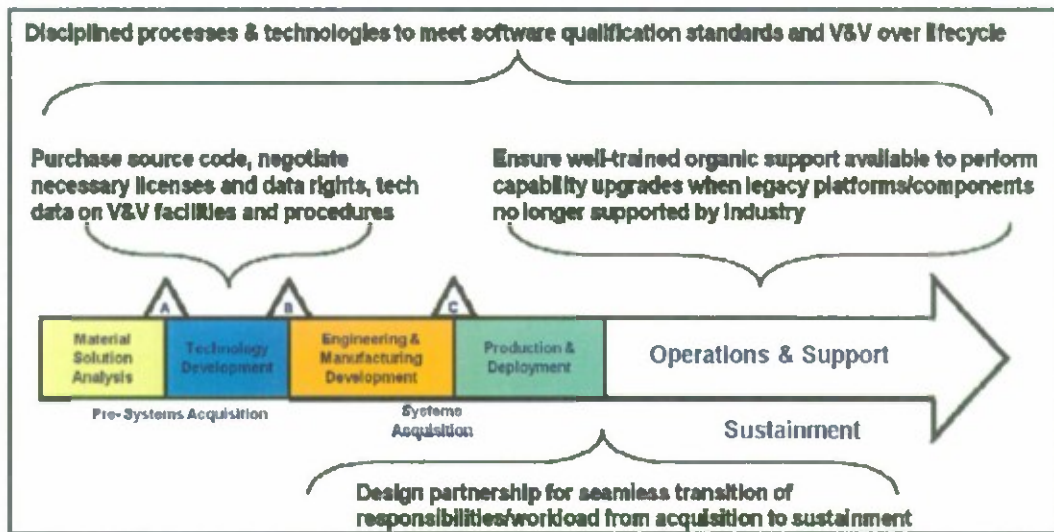 Disciplined processes & technologies to meet software qualification standards and V&V over lifecycle
Purchase source code, negotiate
necessary licenses and data rights, tech
data on V&V facilities and procedures
Ensure well-trained organic support available to perform
capability upgrades when legacy platforms/components
no longer supported by industry
A
B
C
Material
Solution
Analysis
Technology
Development
Engineering &
Manufacturing
Development
Production &
Deployment
Operations & Support
Pre-Systems Acquisition
Systems
Acquisition
Sustainment
Design partnership for seamless transition of
responsibilities/workload from acquisition to sustainment